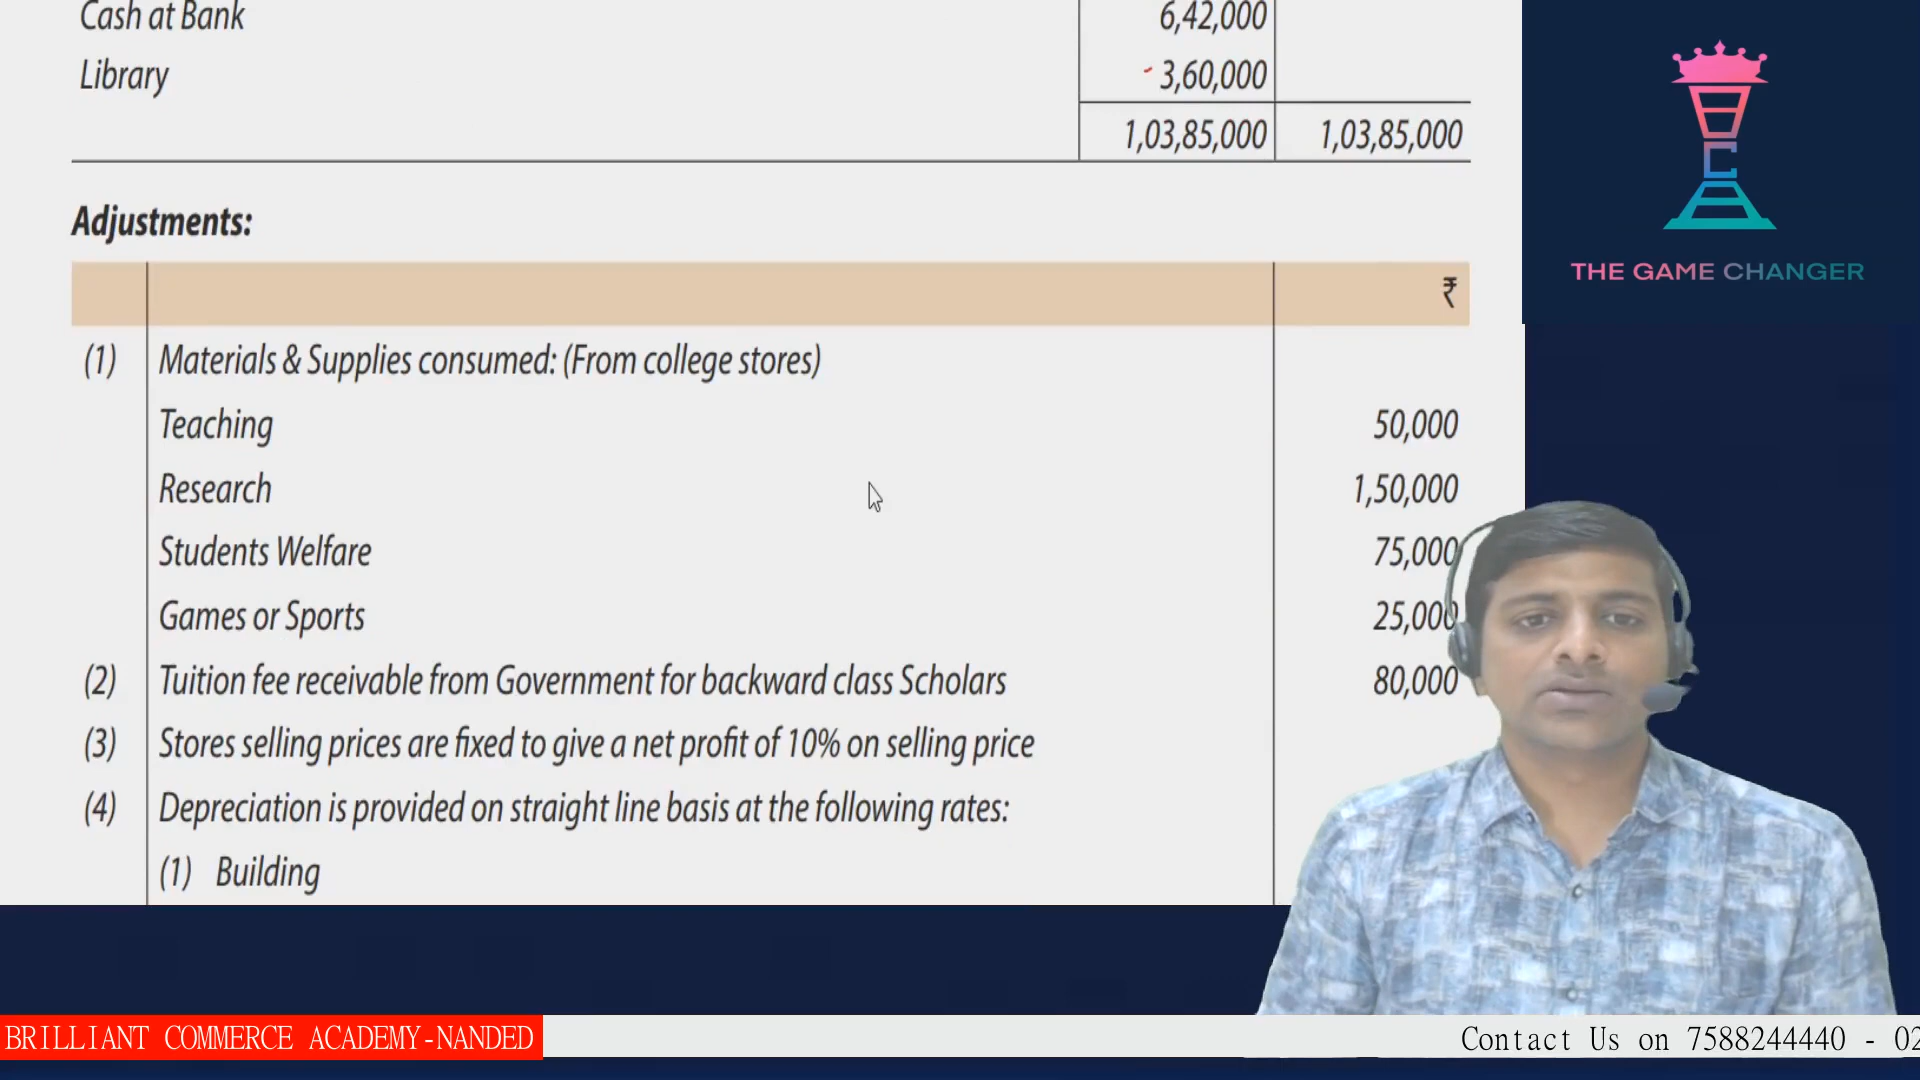 Cash at Bank 6,42,000
Library 3,60,000
1,03,85,000 1,03,85,000
Adjustments:
₹
(1) Materials & Supplies consumed: (From college stores)
Teaching 50,000
Research 1,50,000
Students Welfare 75,000
Games or Sports 25,000
(2) Tuition fee receivable from Government for backward class Scholars 80,000
(3) Stores selling prices are fixed to give a net profit of 10% on selling price
(4) Depreciation is provided on straight line basis at the following rates:
(1) Building
THE GAME CHANGER
BRILLIANT COMMERCE ACADEMY-NANDED
Contact Us on 7588244440 - 02